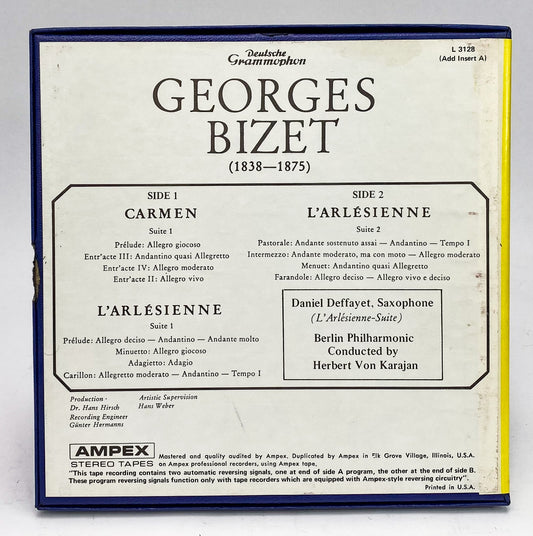 Deutsche
Grammophon
L 3128
(Add Insert A)
GEORGES
BIZET
(1838—1875)
SIDE 1
CARMEN
Suite 1
Prélude: Allegro giocoso
Entr'acte III: Andantino quasi Allegretto
Entr'acte IV: Allegro moderato
Entr'acte II: Allegro vivo
L'ARLÉSIENNE
Suite 1
Prélude: Allegro deciso — Andantino — Andante molto
Minuetto: Allegro giocoso
Adagietto: Adagio
Carillon: Allegretto moderato — Andantino — Tempo I
SIDE 2
L'ARLÉSIENNE
Suite 2
Pastorale: Andante sostenuto assai — Andantino — Tempo I
Intermezzo: Andante moderato, ma con moto — Allegro moderato
Menuet: Andantino quasi Allegretto
Farandole: Allegro deciso — Allegro vivo e deciso
Daniel Deffayet, Saxophone
(L'Arlésienne-Suite)
Berlin Philharmonic
Conducted by
Herbert Von Karajan
Production ·
Dr. Hans Hirsch
Recording Engineer
Günter Hermanns
Artistic Supervision
Hans Weber
AMPEX
STEREO TAPES
Mastered and quality audited by Ampex. Duplicated by Ampex in Elk Grove Village, Illinois, U.S.A.
on Ampex professional recorders, using Ampex tape.
"This tape recording contains two automatic reversing signals, one at end of side A program, the other at the end of side B.
These program reversing signals function only with tape recorders which are equipped with Ampex-style reversing circuitry".
Printed in U.S.A.